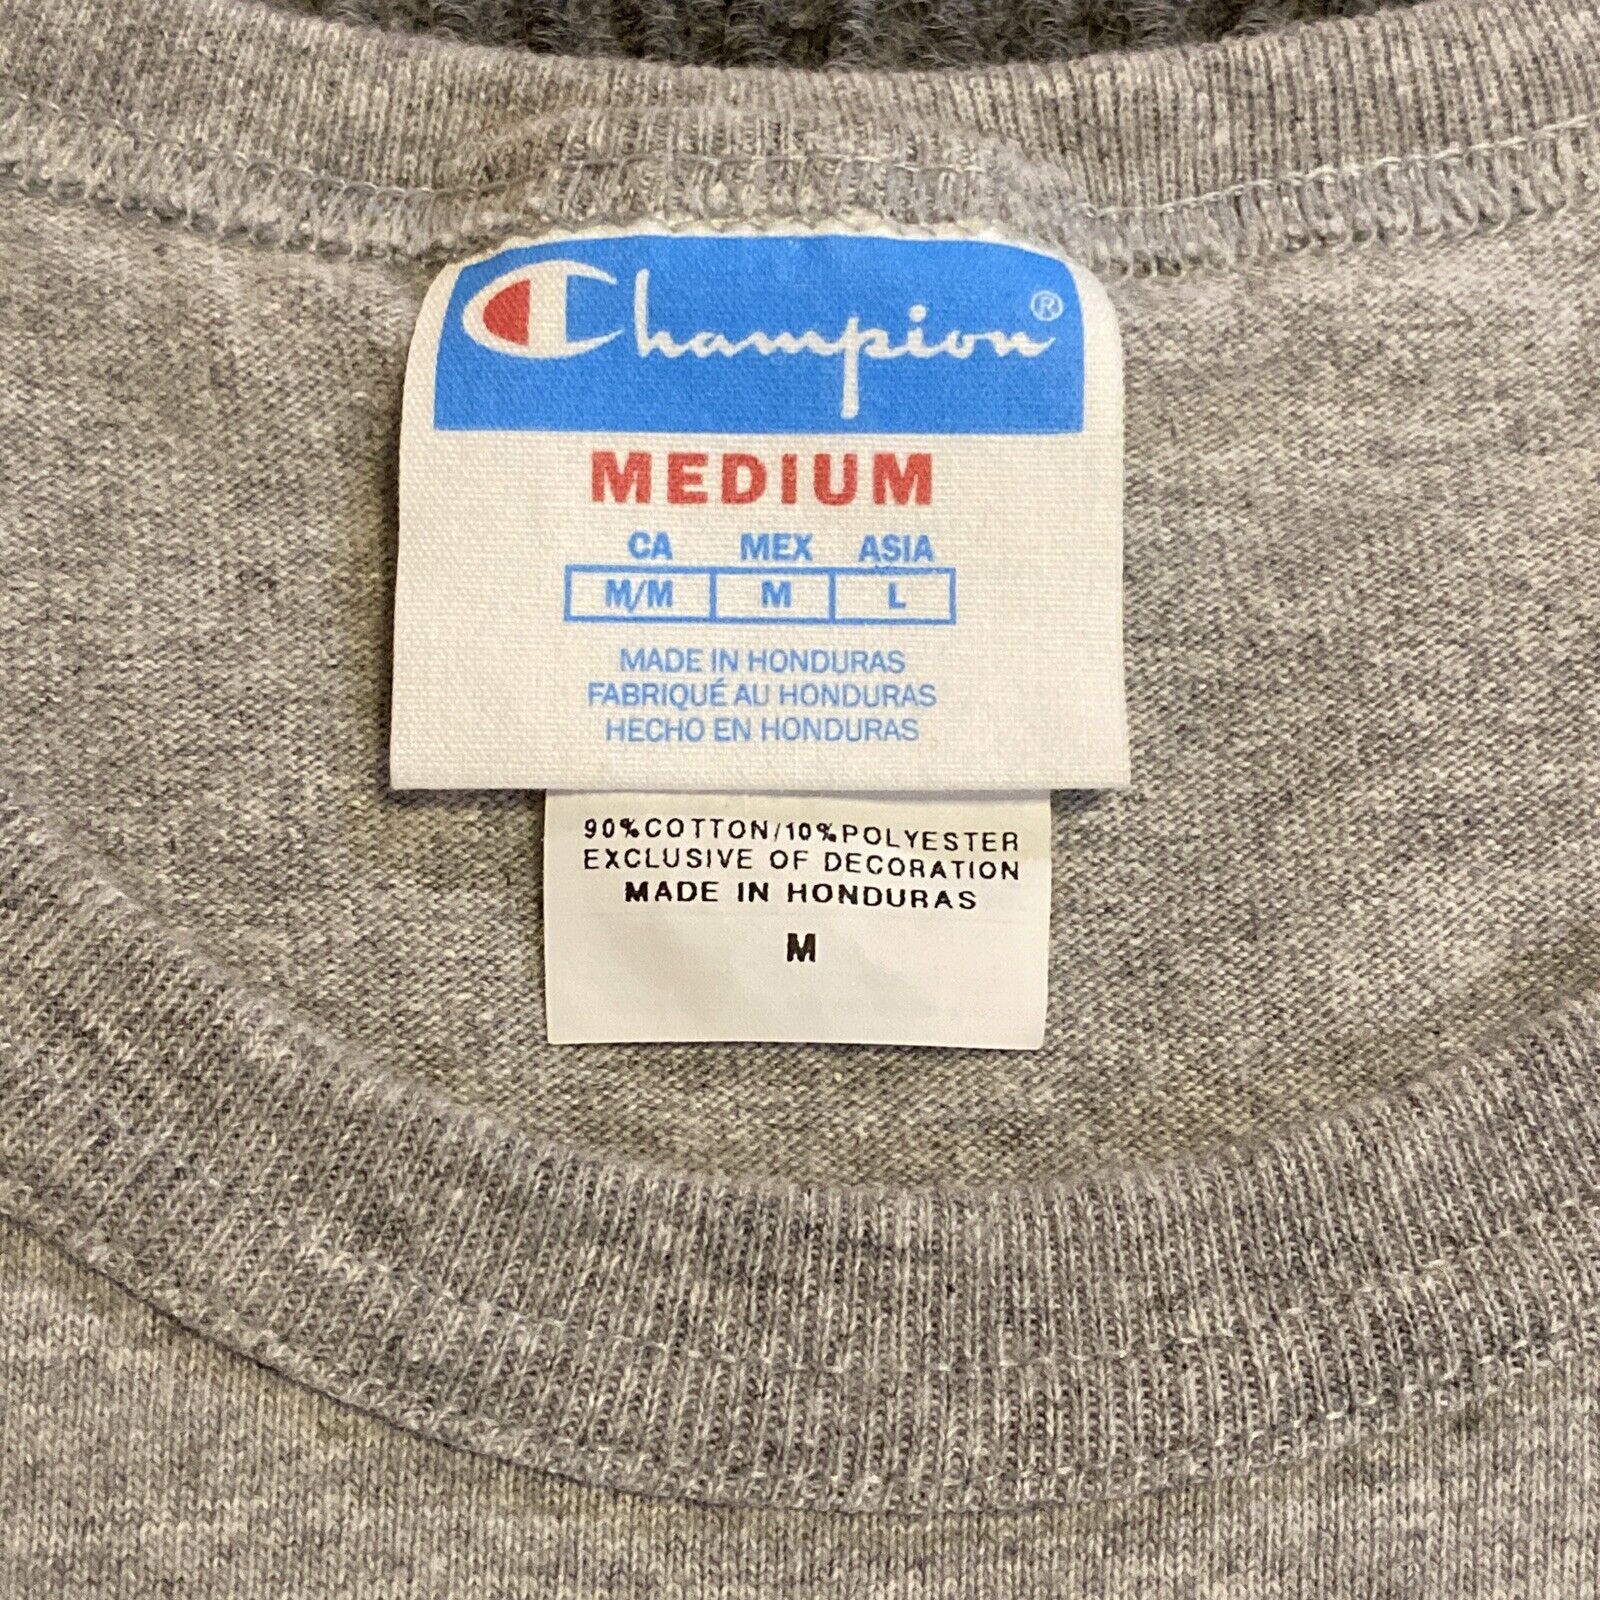 Champion®
MEDIUM
CA MEX ASIA
M/M M L
MADE IN HONDURAS
FABRIQUÉ AU HONDURAS
HECHO EN HONDURAS
90%COTTON/10%POLYESTER
EXCLUSIVE OF DECORATION
MADE IN HONDURAS
M